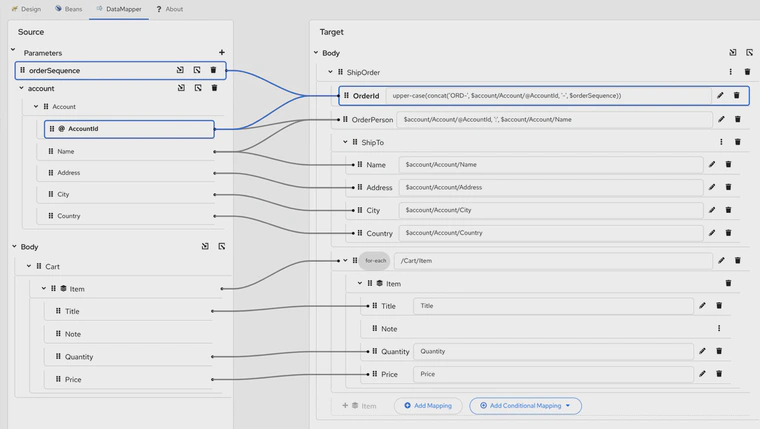 Design Beans DataMapper ? About
Source
Parameters +
orderSequence
account
Account
@ AccountId
Name
Address
City
Country
Body
Cart
Item
Title
Note
Quantity
Price
Target
Body
ShipOrder
OrderId upper-case(concat('ORD-', $account/Account/@AccountId, '-', $orderSequence))
OrderPerson $account/Account/@AccountId, '/', $account/Account/Name
ShipTo
Name $account/Account/Name
Address $account/Account/Address
City $account/Account/City
Country $account/Account/Country
for-each /Cart/Item
Item
Title Title
Note
Quantity Quantity
Price Price
+ Item Add Mapping Add Conditional Mapping